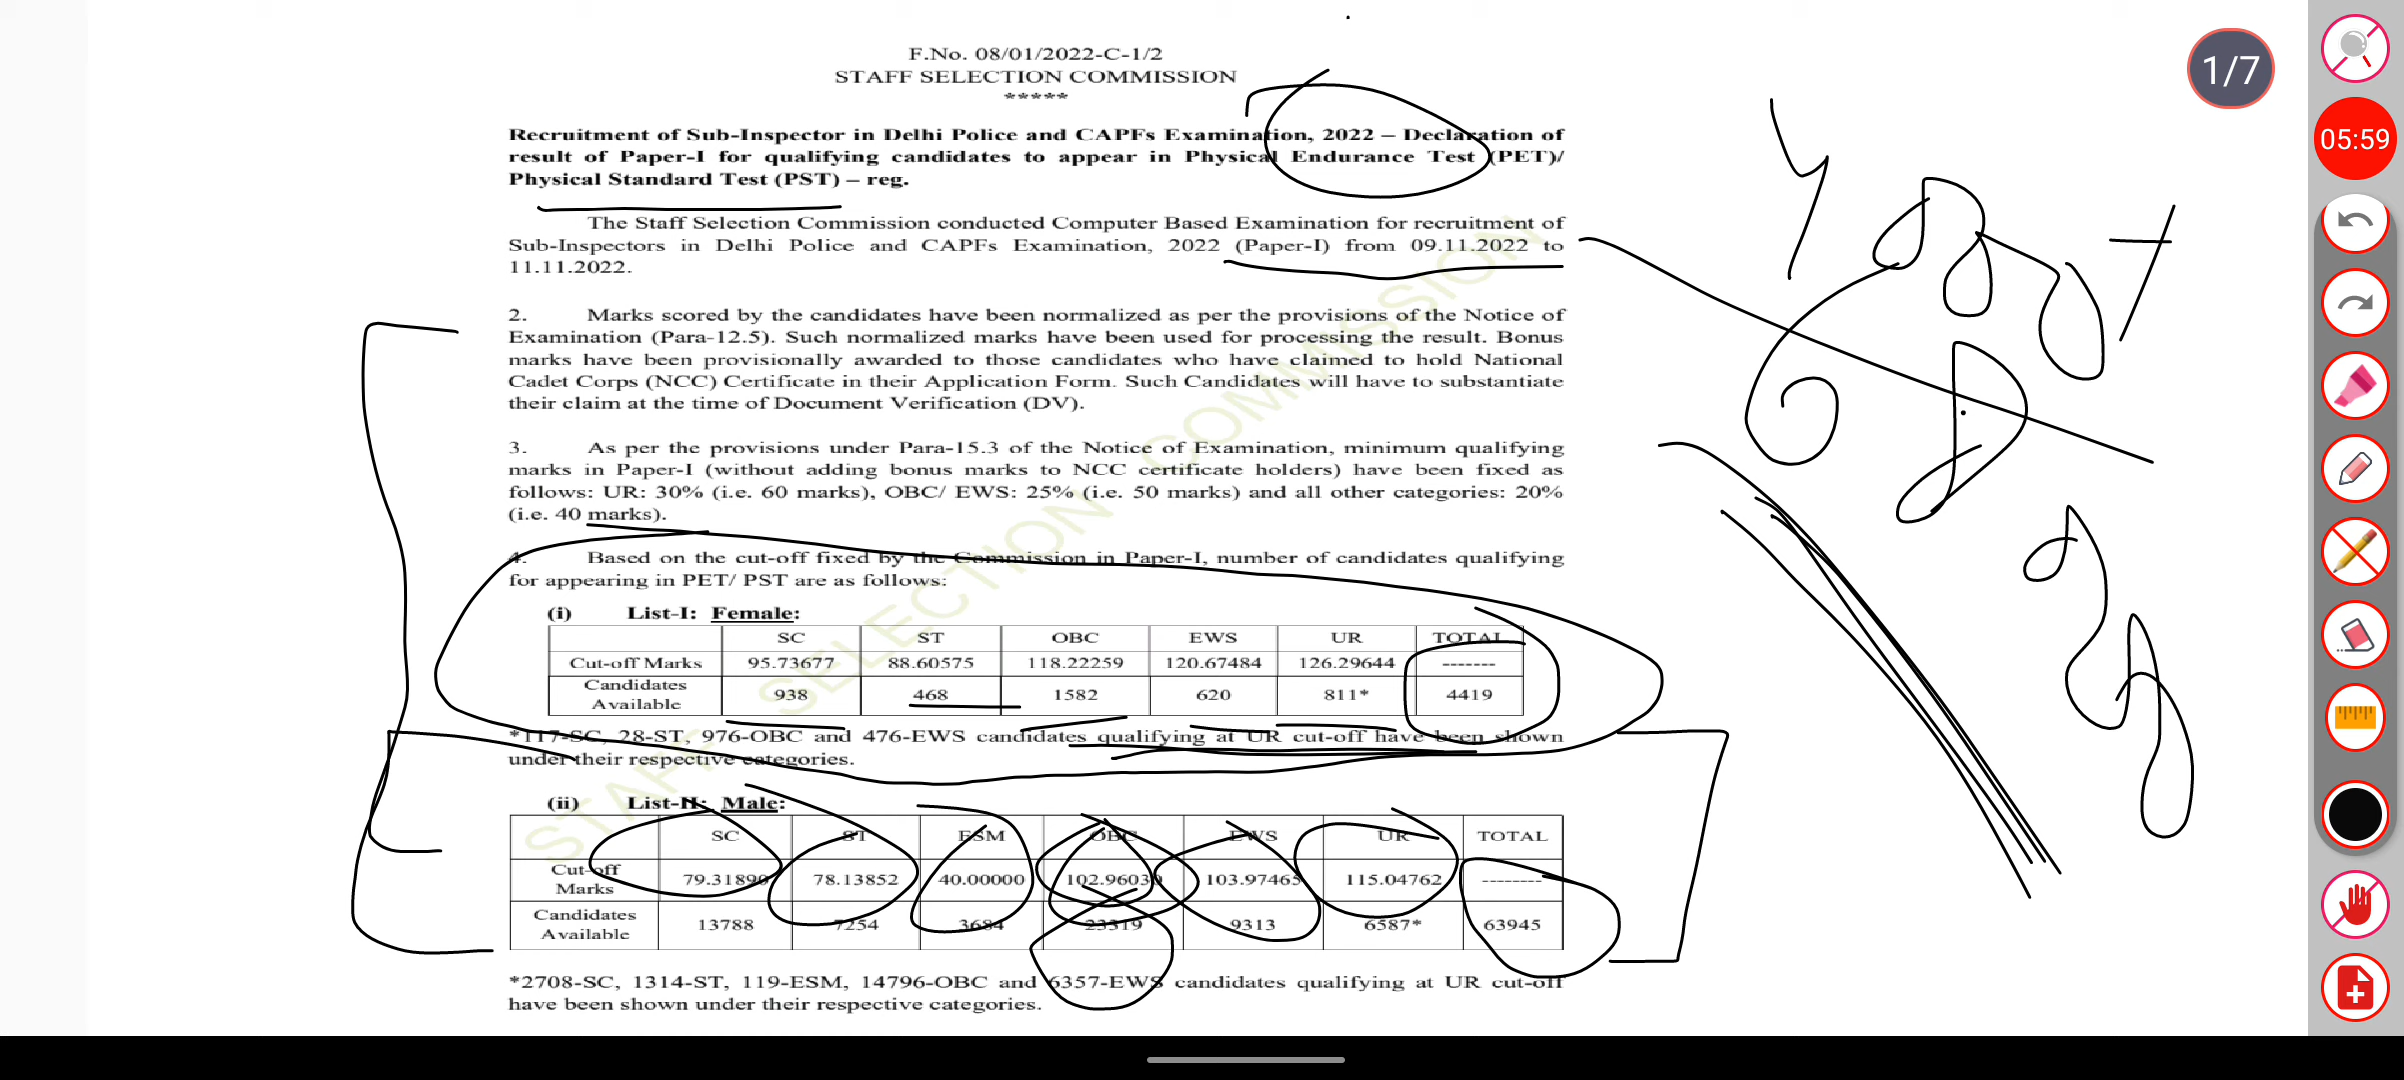 F.No. 08/01/2022-C-1/2
STAFF SELECTION COMMISSION
*****
Recruitment of Sub-Inspector in Delhi Police and CAPFs Examination, 2022 – Declaration of
result of Paper-I for qualifying candidates to appear in Physical Endurance Test (PET)/
Physical Standard Test (PST) – reg.
The Staff Selection Commission conducted Computer Based Examination for recruitment of
Sub-Inspectors in Delhi Police and CAPFs Examination, 2022 (Paper-I) from 09.11.2022 to
11.11.2022.
2. Marks scored by the candidates have been normalized as per the provisions of the Notice of
Examination (Para-12.5). Such normalized marks have been used for processing the result. Bonus
marks have been provisionally awarded to those candidates who have claimed to hold National
Cadet Corps (NCC) Certificate in their Application Form. Such Candidates will have to substantiate
their claim at the time of Document Verification (DV).
3. As per the provisions under Para-15.3 of the Notice of Examination, minimum qualifying
marks in Paper-I (without adding bonus marks to NCC certificate holders) have been fixed as
follows: UR: 30% (i.e. 60 marks), OBC/ EWS: 25% (i.e. 50 marks) and all other categories: 20%
(i.e. 40 marks).
4. Based on the cut-off fixed by the Commission in Paper-I, number of candidates qualifying
for appearing in PET/ PST are as follows:
(i) List-I: Female:
SC ST OBC EWS UR TOTAL
Cut-off Marks 95.73677 88.60575 118.22259 120.67484 126.29644 -------
Candidates Available 938 468 1582 620 811* 4419
*117-SC, 28-ST, 976-OBC and 476-EWS candidates qualifying at UR cut-off have been shown
under their respective categories.
(ii) List-II: Male:
SC ST ESM OBC EWS UR TOTAL
Cut-off Marks 79.31890 78.13852 40.00000 102.96030 103.97465 115.04762 --------
Candidates Available 13788 7254 3684 23319 9313 6587* 63945
*2708-SC, 1314-ST, 119-ESM, 14796-OBC and 6357-EWS candidates qualifying at UR cut-off
have been shown under their respective categories.
STAFF SELECTION COMMISSION
1/7
05:59